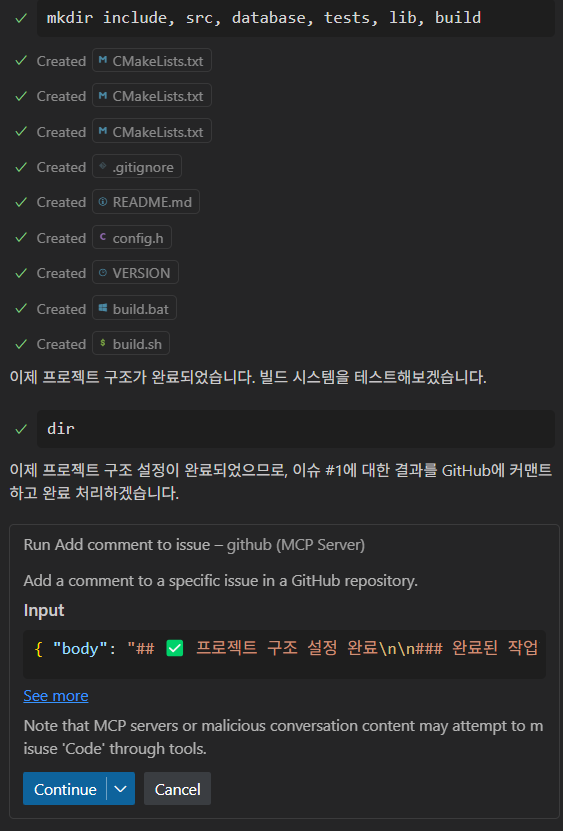 mkdir include, src, database, tests, lib, build
Created CMakeLists.txt
Created CMakeLists.txt
Created CMakeLists.txt
Created .gitignore
Created README.md
Created config.h
Created VERSION
Created build.bat
Created build.sh
이제 프로젝트 구조가 완료되었습니다. 빌드 시스템을 테스트해보겠습니다.
dir
이제 프로젝트 구조 설정이 완료되었으므로, 이슈 #1에 대한 결과를 GitHub에 커맨트
하고 완료 처리하겠습니다.
Run Add comment to issue – github (MCP Server)
Add a comment to a specific issue in a GitHub repository.
Input
{ "body": "## ✅ 프로젝트 구조 설정 완료\n\n### 완료된 작업
See more
Note that MCP servers or malicious conversation content may attempt to m
isuse 'Code' through tools.
Continue
Cancel